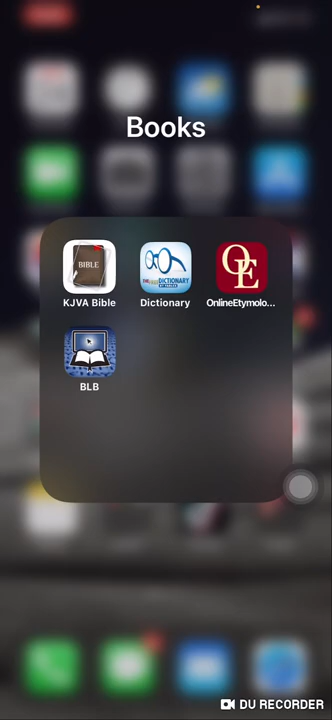 Books
BIBLE
KJVA Bible
DICTIONARY
Dictionary
OE
OnlineEtymolo...
BLB
DU RECORDER